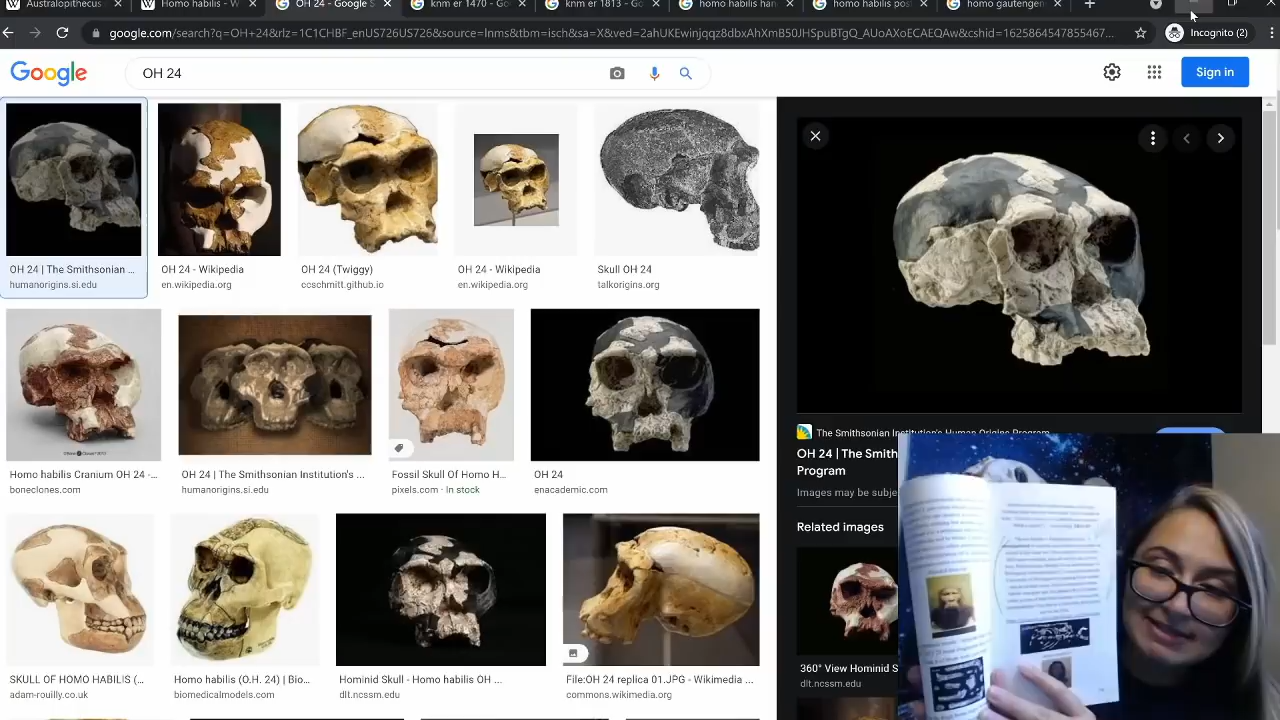 Australopithecus
Homo habilis - W
OH 24 - Google S
knm er 1470 - Go
knm er 1813 - Go
homo habilis han
homo habilis post
homo gautengen
google.com/search?q=OH+24&rlz=1C1CHBF_enUS726US726&source=lnms&tbm=isch&sa=X&ved=2ahUKEwinjqqz8dbxAhXmB50JHSpuBTgQ_AUoAXoECAEQAw&cshid=1625864547855467...
Incognito (2)
Google
OH 24
Sign in
OH 24 | The Smithsonian ...
humanorigins.si.edu
OH 24 - Wikipedia
en.wikipedia.org
OH 24 (Twiggy)
ccschmitt.github.io
OH 24 - Wikipedia
en.wikipedia.org
Skull OH 24
talkorigins.org
Homo habilis Cranium OH 24 -...
boneclones.com
OH 24 | The Smithsonian Institution's ...
humanorigins.si.edu
Fossil Skull Of Homo H...
pixels.com · In stock
OH 24
enacademic.com
SKULL OF HOMO HABILIS (...
adam-rouilly.co.uk
Homo habilis (O.H. 24) | Bio...
biomedicalmodels.com
Hominid Skull - Homo habilis OH ...
dlt.ncssm.edu
File:OH 24 replica 01.JPG - Wikimedia ...
commons.wikimedia.org
The Smithsonian Institution's Human Origins Program
OH 24 | The Smith
Program
Images may be subje
Related images
360° View Hominid S
dlt.ncssm.edu